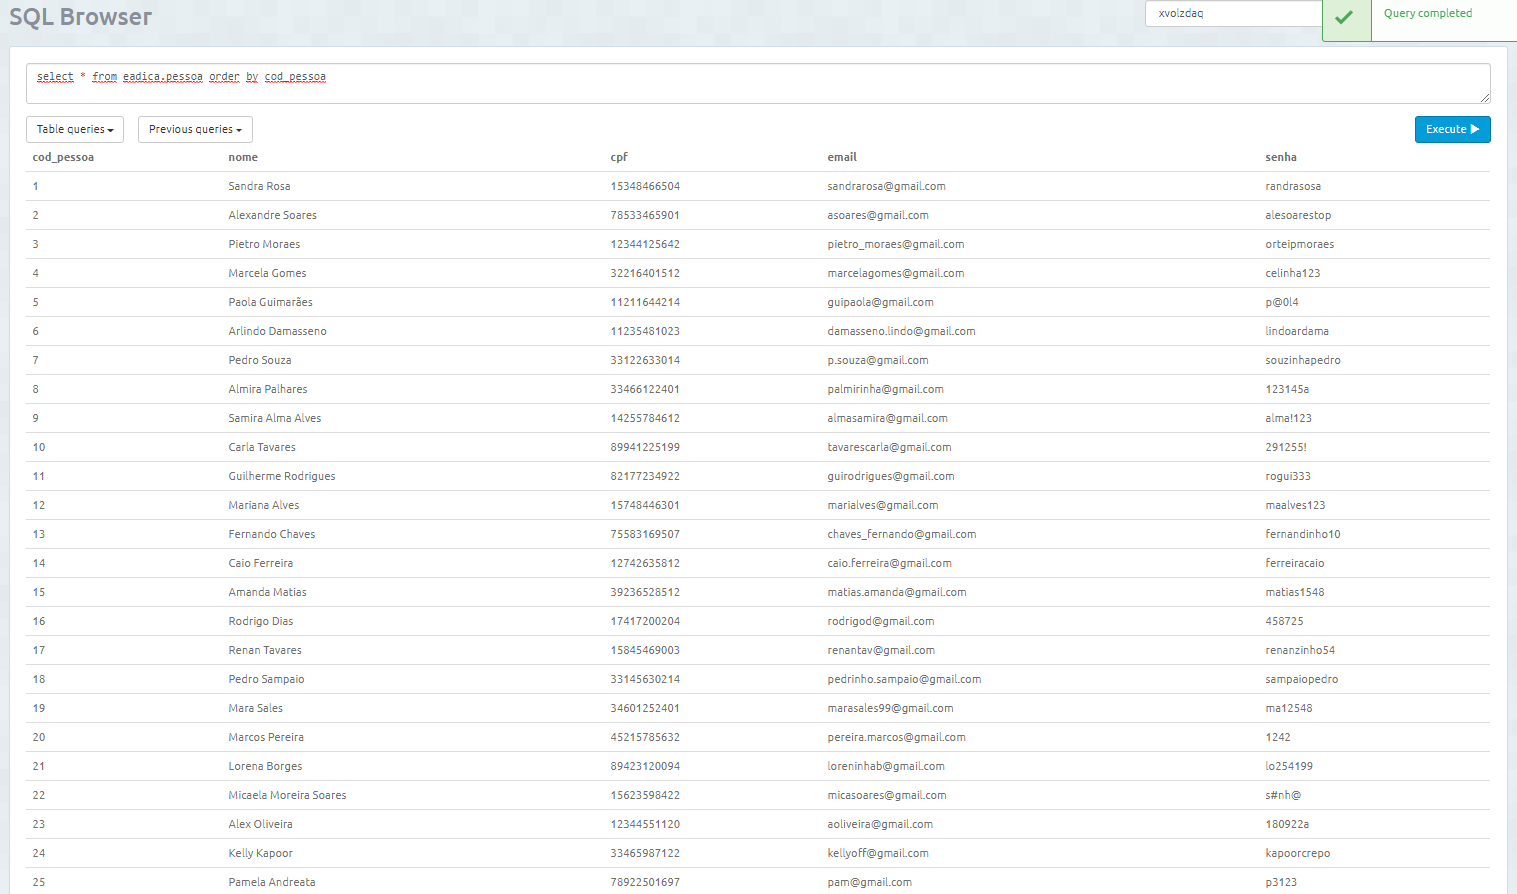 SQL Browser
xvolzdaq
Query completed
select * from eadica.pessoa order by cod_pessoa
Table queries Previous queries Execute
cod_pessoa nome cpf email senha
1 Sandra Rosa 15348466504 sandrarosa@gmail.com randrasosa
2 Alexandre Soares 78533465901 asoares@gmail.com alesoarestop
3 Pietro Moraes 12344125642 pietro_moraes@gmail.com orteipmoraes
4 Marcela Gomes 32216401512 marcelagomes@gmail.com celinha123
5 Paola Guimarães 11211644214 guipaola@gmail.com p@0l4
6 Arlindo Damasseno 11235481023 damasseno.lindo@gmail.com lindoardama
7 Pedro Souza 33122633014 p.souza@gmail.com souzinhapedro
8 Almira Palhares 33466122401 palmirinha@gmail.com 123145a
9 Samira Alma Alves 14255784612 almasamira@gmail.com alma!123
10 Carla Tavares 89941225199 tavarescarla@gmail.com 291255!
11 Guilherme Rodrigues 82177234922 guirodrigues@gmail.com rogui333
12 Mariana Alves 15748446301 marialves@gmail.com maalves123
13 Fernando Chaves 75583169507 chaves_fernando@gmail.com fernandinho10
14 Caio Ferreira 12742635812 caio.ferreira@gmail.com ferreiracaio
15 Amanda Matias 39236528512 matias.amanda@gmail.com matias1548
16 Rodrigo Dias 17417200204 rodrigod@gmail.com 458725
17 Renan Tavares 15845469003 renantav@gmail.com renanzinho54
18 Pedro Sampaio 33145630214 pedrinho.sampaio@gmail.com sampaiopedro
19 Mara Sales 34601252401 marasales99@gmail.com ma12548
20 Marcos Pereira 45215785632 pereira.marcos@gmail.com 1242
21 Lorena Borges 89423120094 loreninhab@gmail.com lo254199
22 Micaela Moreira Soares 15623598422 micasoares@gmail.com s#nh@
23 Alex Oliveira 12344551120 aoliveira@gmail.com 180922a
24 Kelly Kapoor 33465987122 kellyoff@gmail.com kapoorcrepo
25 Pamela Andreata 78922501697 pam@gmail.com p3123